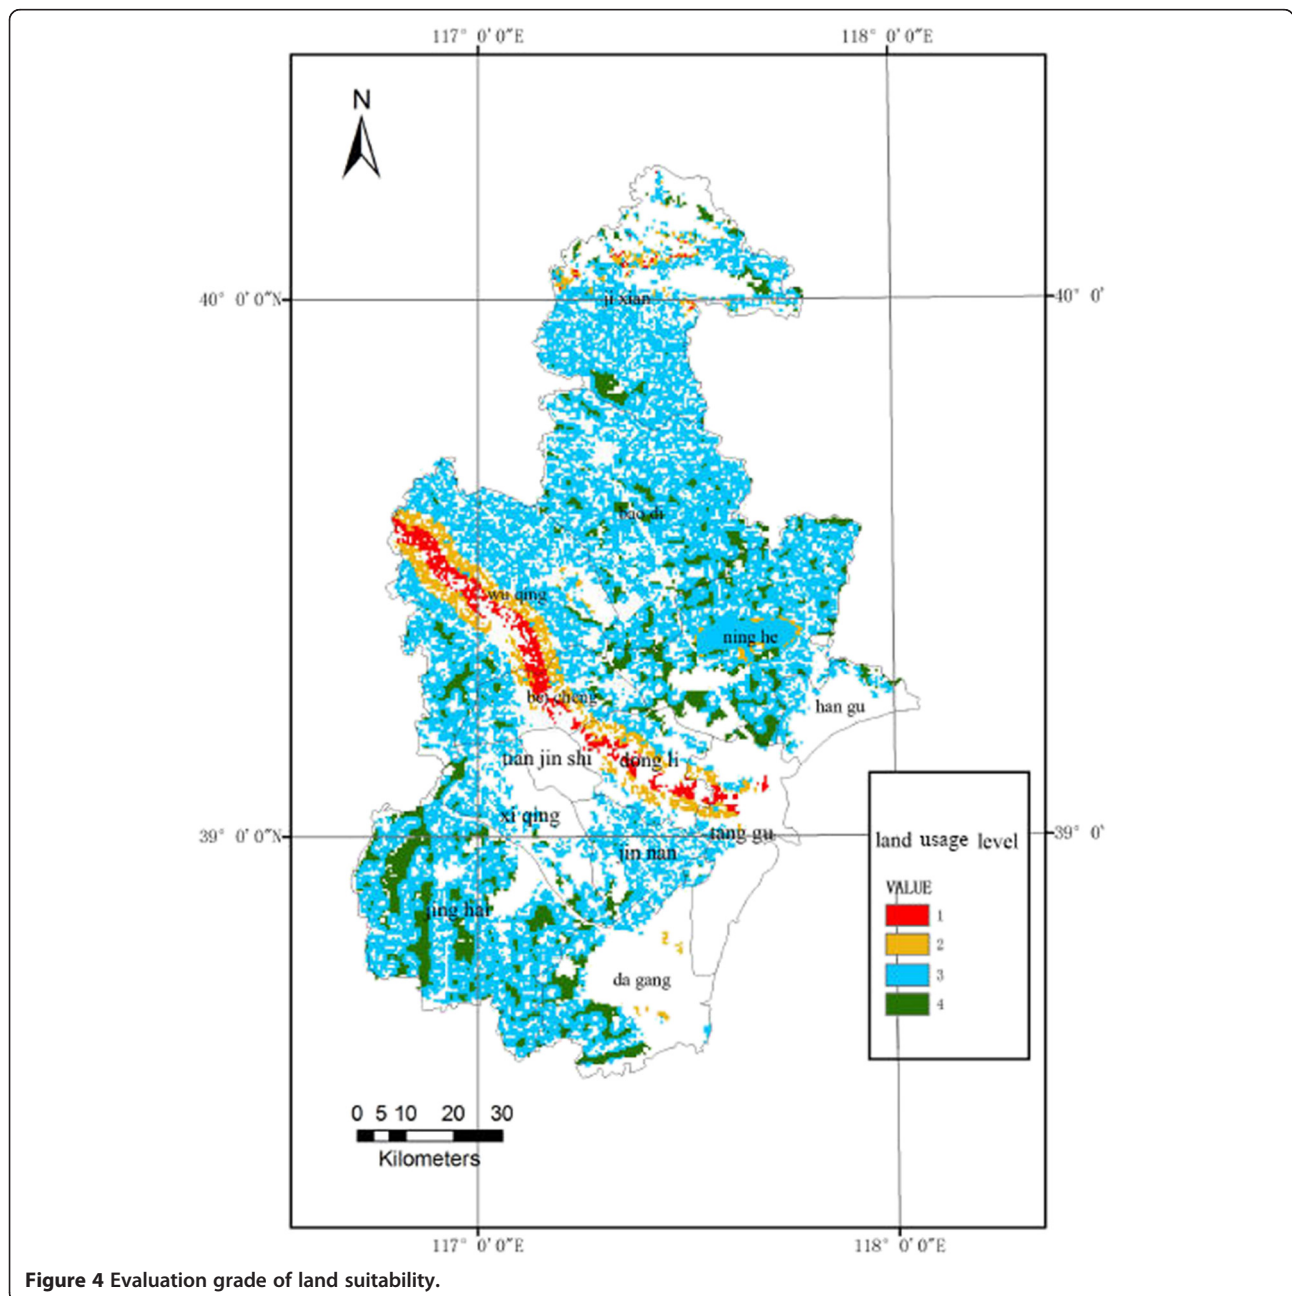 117° 0′0″E 118° 0′0″E
N
40° 0′0″N 40° 0′
ji xian
bao di
wu qing
ning he
bei cheng
han gu
tian jin shi dong li
xi qing
39° 0′0″N tang gu 39° 0′
jin nan
land usage level
VALUE
jing hai
1
2
3
da gang
4
0 5 10 20 30
Kilometers
117° 0′0″E 118° 0′0″E
Figure 4 Evaluation grade of land suitability.